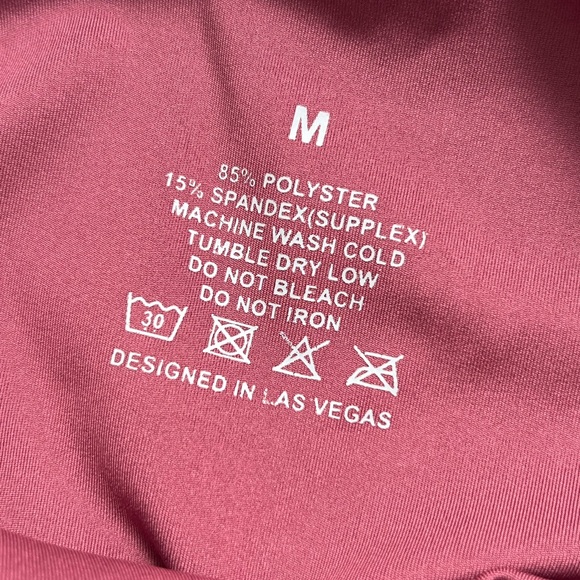 M
85% POLYSTER
15% SPANDEX(SUPPLEX)
MACHINE WASH COLD
TUMBLE DRY LOW
DO NOT BLEACH
DO NOT IRON
30
DESIGNED IN LAS VEGAS